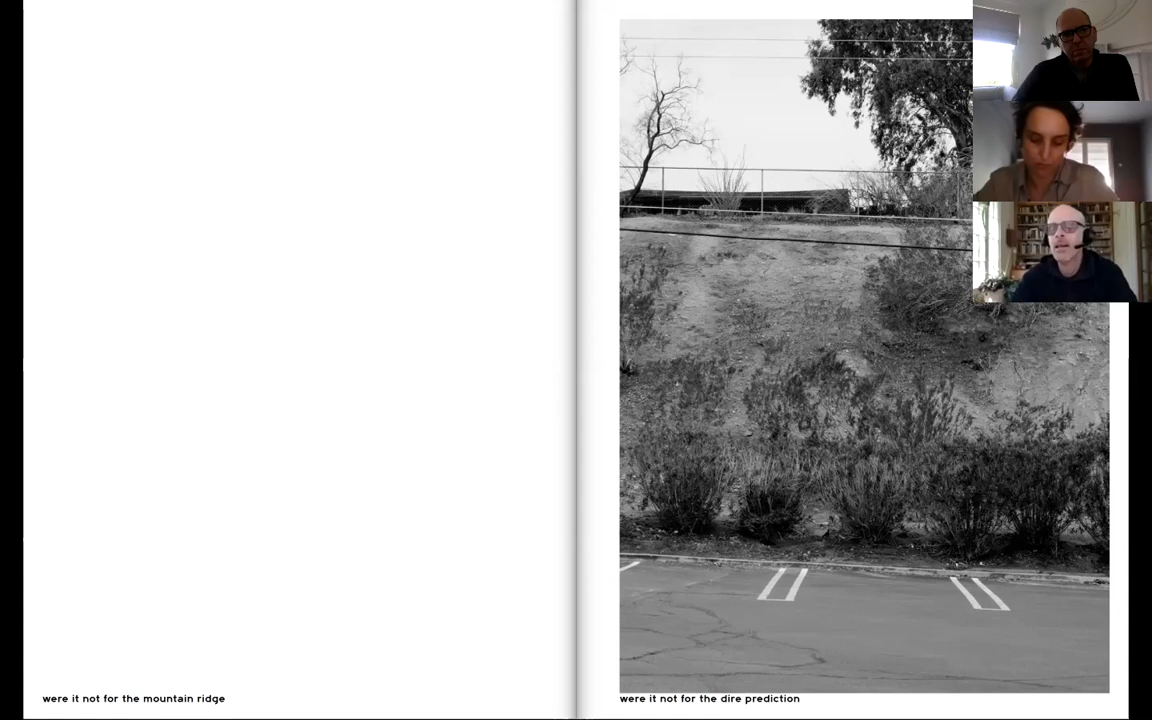 were it not for the mountain ridge
were it not for the dire prediction